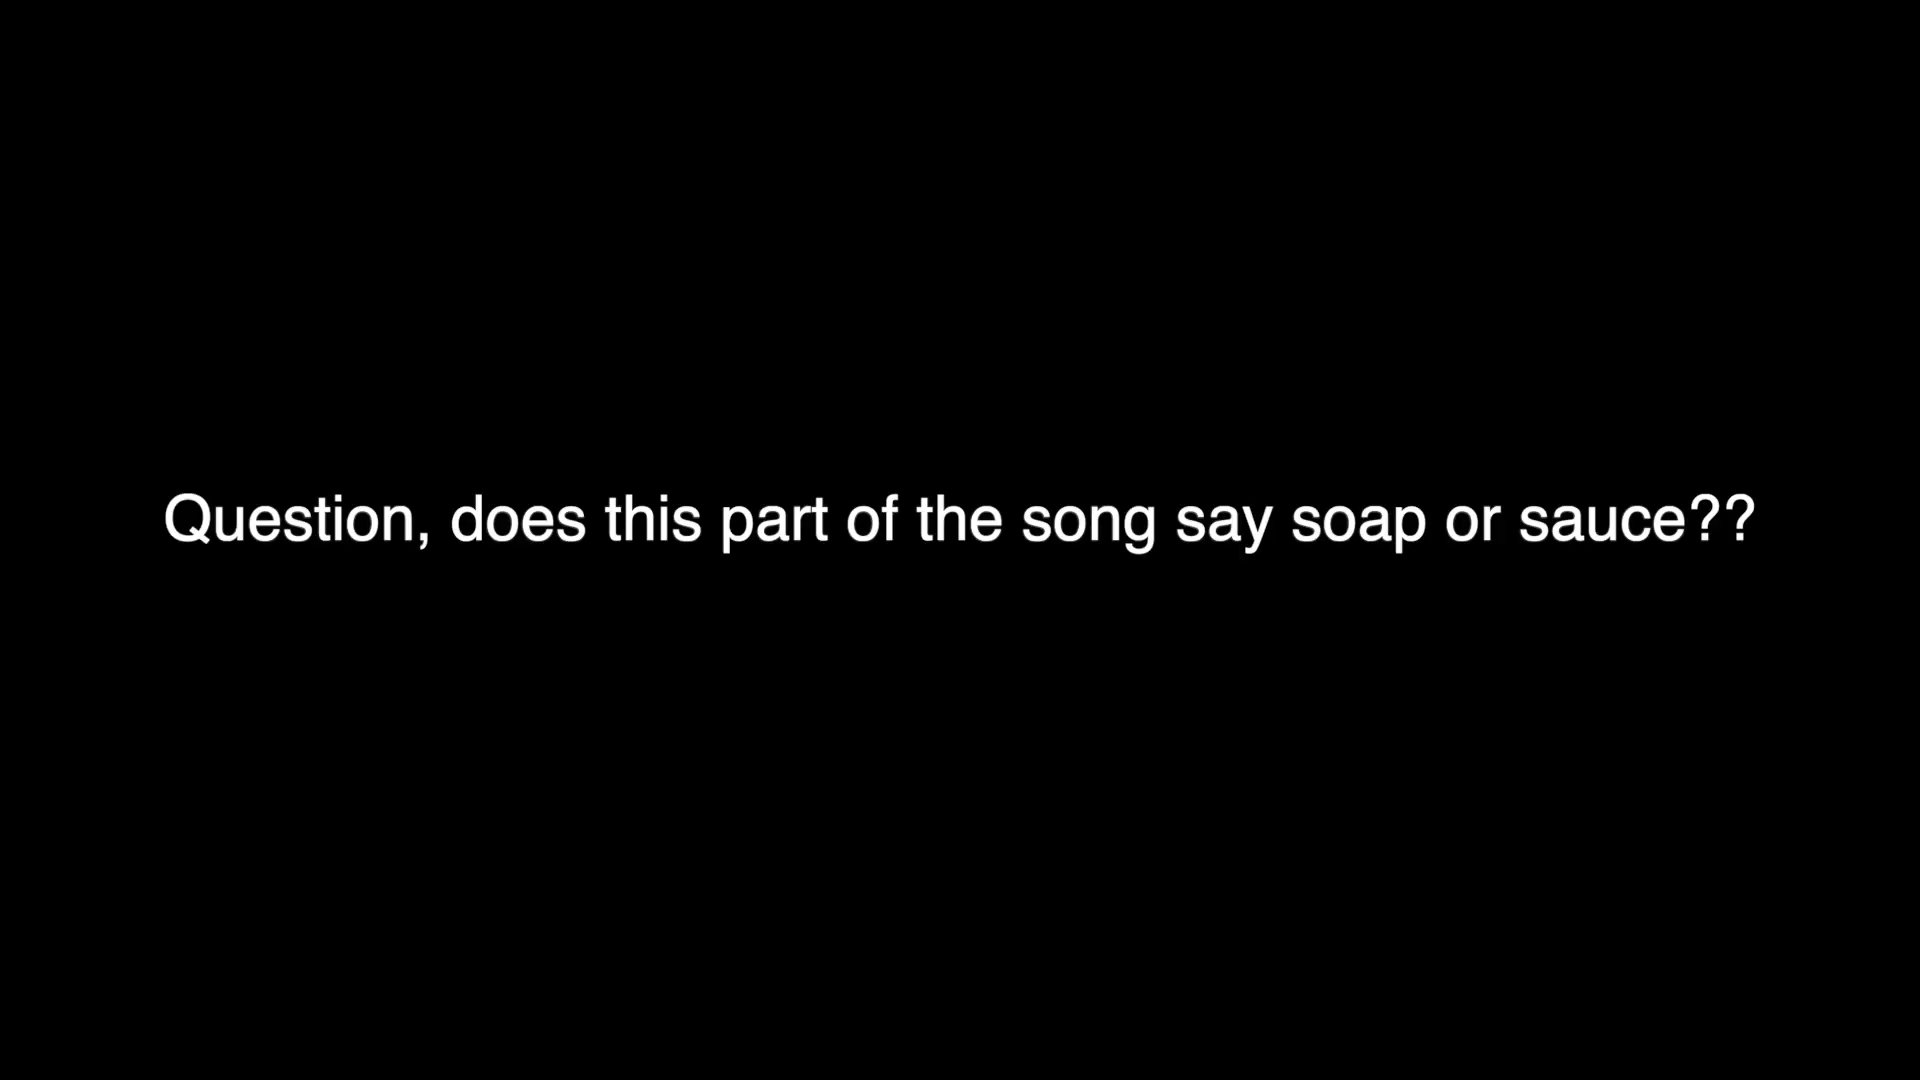 Question, does this part of the song say soap or sauce??